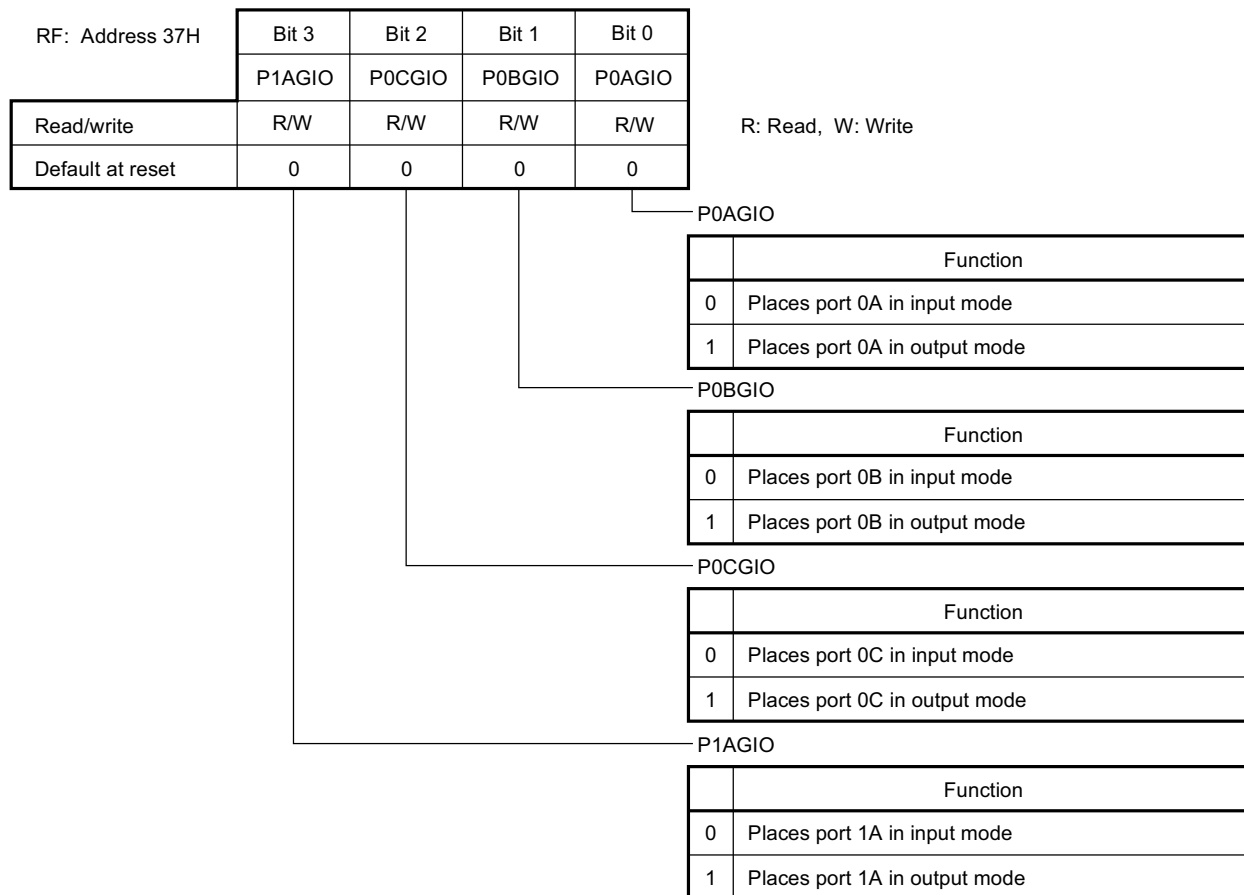 RF: Address 37H Bit 3 Bit 2 Bit 1 Bit 0
P1AGIO P0CGIO P0BGIO P0AGIO
Read/write R/W R/W R/W R/W R: Read, W: Write
Default at reset 0 0 0 0
P0AGIO
Function
0 Places port 0A in input mode
1 Places port 0A in output mode
P0BGIO
Function
0 Places port 0B in input mode
1 Places port 0B in output mode
P0CGIO
Function
0 Places port 0C in input mode
1 Places port 0C in output mode
P1AGIO
Function
0 Places port 1A in input mode
1 Places port 1A in output mode